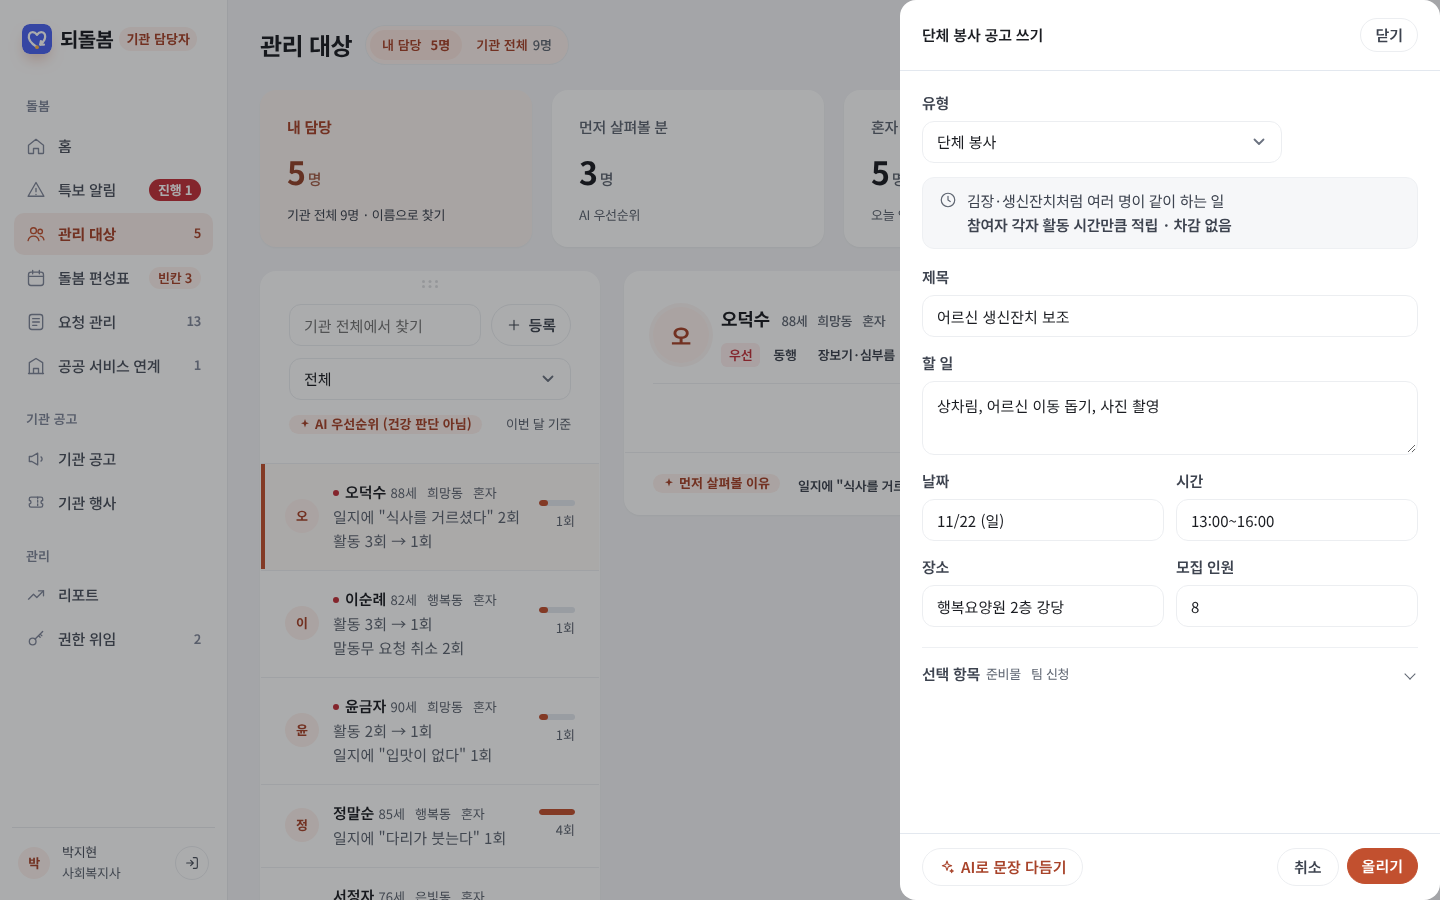 되돌봄 기관 담당자
돌봄
홈
특보 알림 진행 1
관리 대상 5
돌봄 편성표 빈칸 3
요청 관리 13
공공 서비스 연계 1
기관 공고
기관 공고
기관 행사
관리
리포트
권한 위임 2
박 박지현
사회복지사
관리 대상 내 담당 5명 기관 전체 9명
내 담당
5명
기관 전체 9명 · 이름으로 찾기
먼저 살펴볼 분
3명
AI 우선순위
혼자
5
오늘
기관 전체에서 찾기
+ 등록
전체
AI 우선순위 (건강 판단 아님) 이번 달 기준
오 오덕수 88세 희망동 혼자
일지에 "식사를 거르셨다" 2회
활동 3회 → 1회
1회
이 이순례 82세 행복동 혼자
활동 3회 → 1회
말동무 요청 취소 2회
1회
윤 윤금자 90세 희망동 혼자
활동 2회 → 1회
일지에 "입맛이 없다" 1회
1회
정 정말순 85세 행복동 혼자
일지에 "다리가 붓는다" 1회
4회
서정자 76세 은빛동 혼자
오 오덕수 88세 희망동 혼자
우선 동행 장보기·심부름
먼저 살펴볼 이유 일지에 "식사를 거르
단체 봉사 공고 쓰기 닫기
유형
단체 봉사
김장·생신잔치처럼 여러 명이 같이 하는 일
참여자 각자 활동 시간만큼 적립 · 차감 없음
제목
어르신 생신잔치 보조
할 일
상차림, 어르신 이동 돕기, 사진 촬영
날짜 시간
11/22 (일) 13:00~16:00
장소 모집 인원
행복요양원 2층 강당 8
선택 항목 준비물 팀 신청
AI로 문장 다듬기 취소 올리기